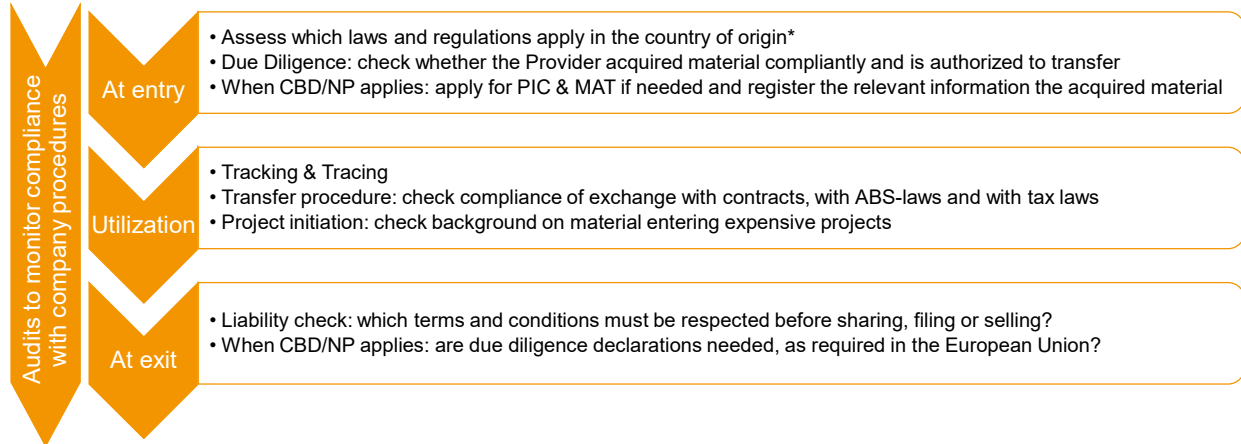 Audits to monitor compliance
with company procedures
At entry
• Assess which laws and regulations apply in the country of origin*
• Due Diligence: check whether the Provider acquired material compliantly and is authorized to transfer
• When CBD/NP applies: apply for PIC & MAT if needed and register the relevant information the acquired material
Utilization
• Tracking & Tracing
• Transfer procedure: check compliance of exchange with contracts, with ABS-laws and with tax laws
• Project initiation: check background on material entering expensive projects
At exit
• Liability check: which terms and conditions must be respected before sharing, filing or selling?
• When CBD/NP applies: are due diligence declarations needed, as required in the European Union?